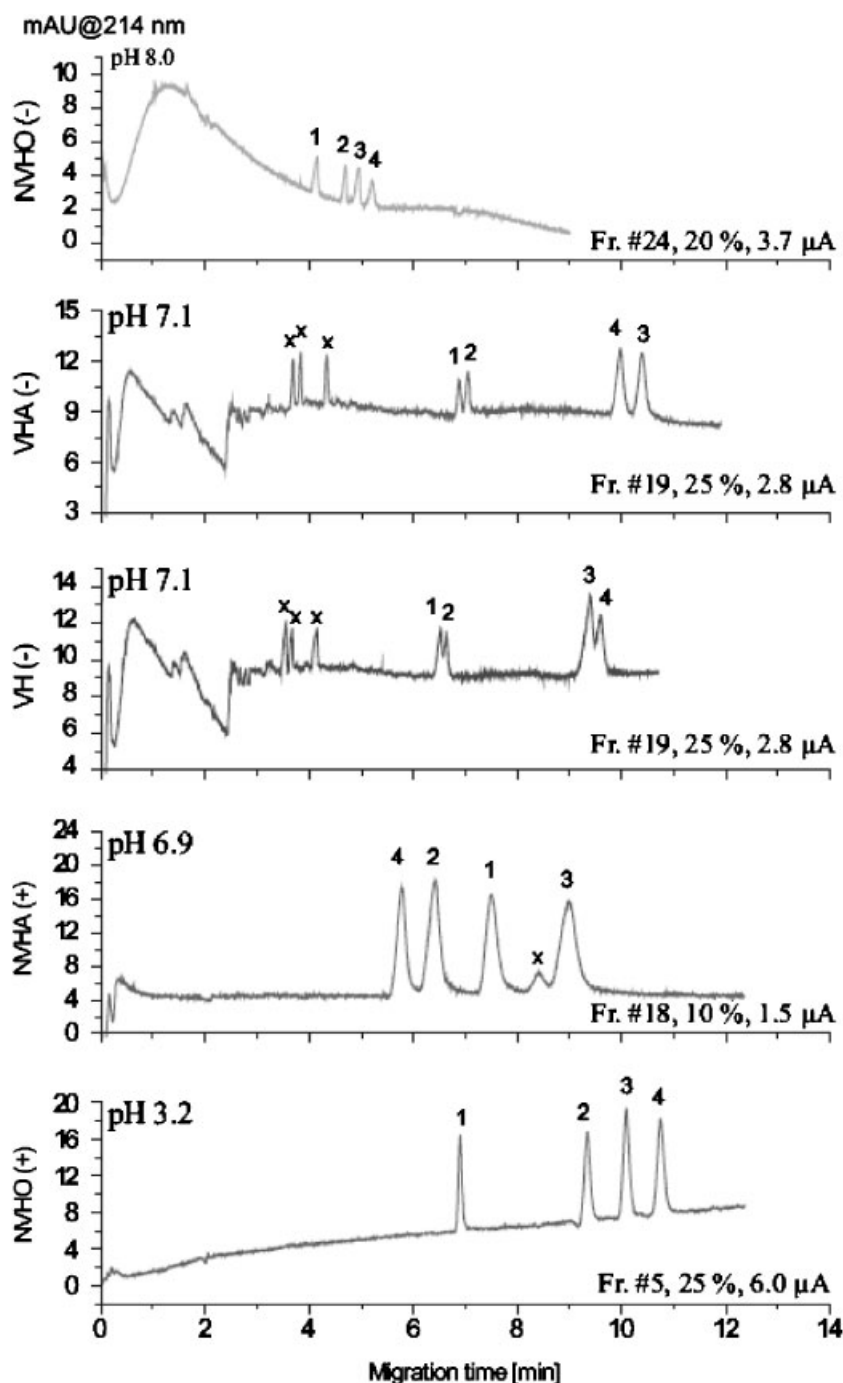 mAU@214 nm
pH 8.0
NVHO (-)
10
8
6
4
2
0
1 2 3 4
Fr. #24, 20 %, 3.7 µA
pH 7.1
VHA (-)
15
12
9
6
3
x x x 1 2 4 3
Fr. #19, 25 %, 2.8 µA
pH 7.1
VH (-)
14
12
10
8
6
4
x x x 1 2 3 4
Fr. #19, 25 %, 2.8 µA
pH 6.9
NVHA (+)
24
20
16
12
8
4
0
4 2 1 x 3
Fr. #18, 10 %, 1.5 µA
pH 3.2
NVHO (+)
20
16
12
8
4
0
1 2 3 4
Fr. #5, 25 %, 6.0 µA
0 2 4 6 8 10 12 14
Migration time [min]